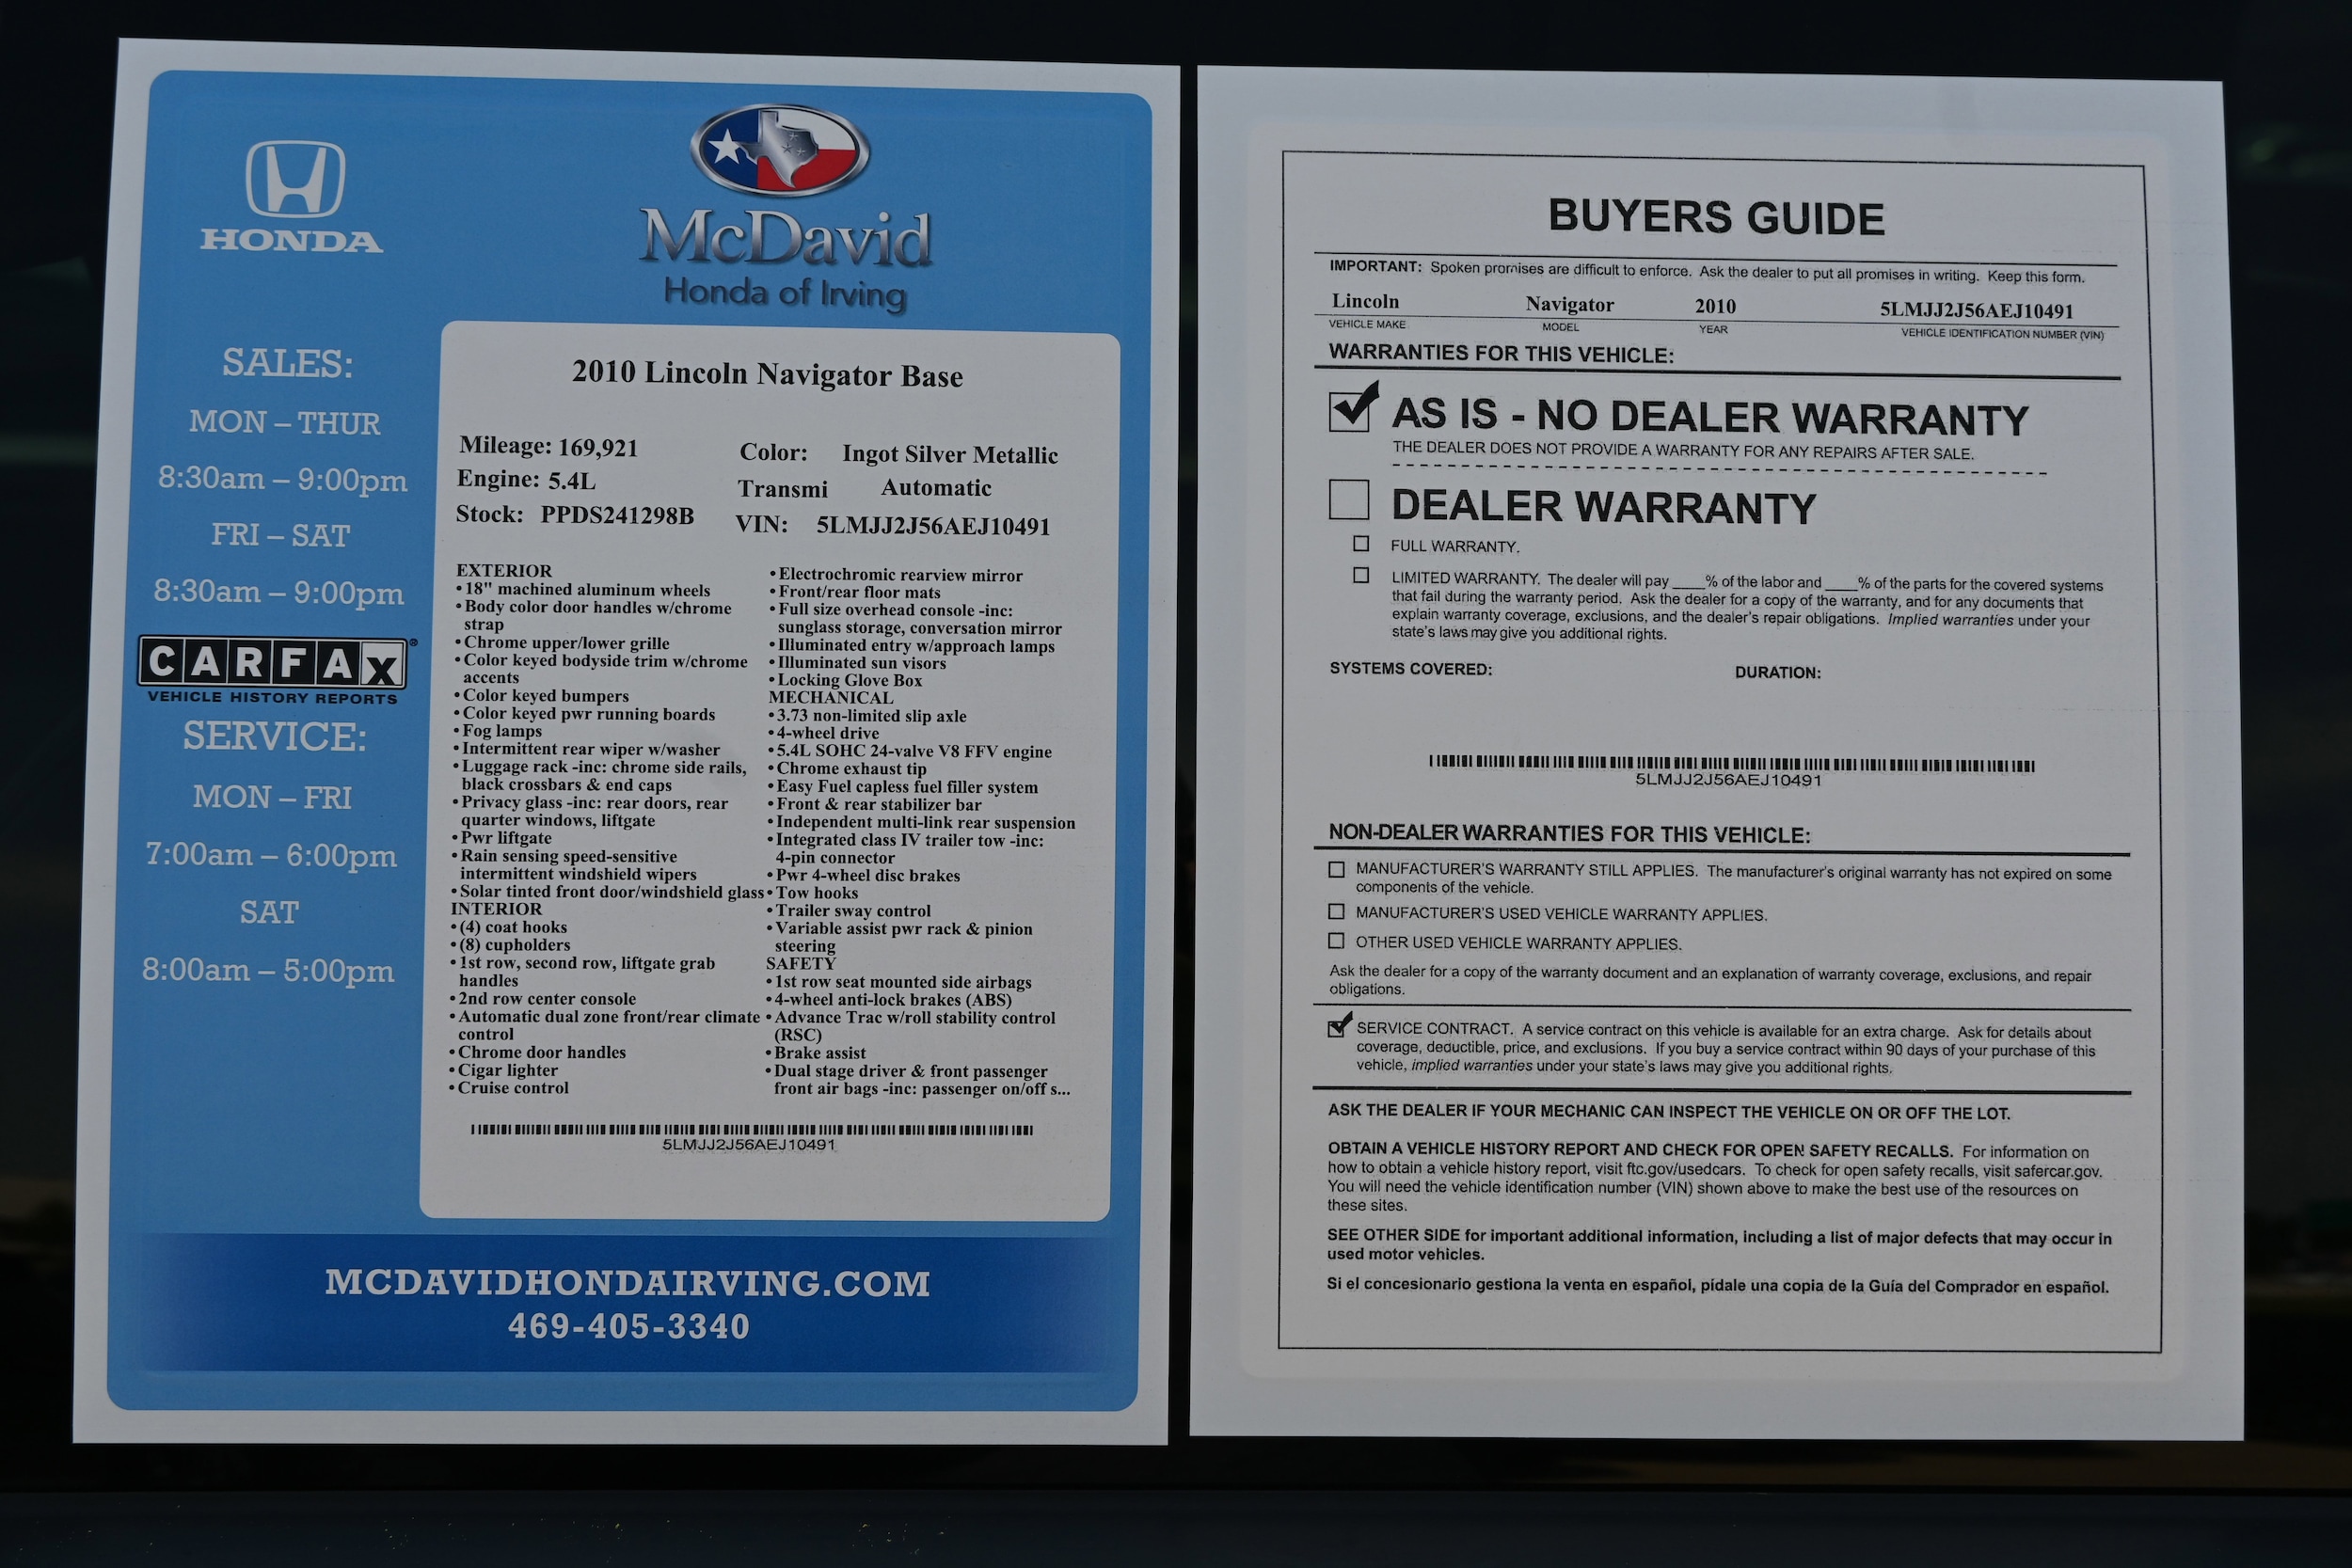 HONDA
McDavid
Honda of Irving
SALES:
MON – THUR
8:30am – 9:00pm
FRI – SAT
8:30am – 9:00pm
CARFAX®
VEHICLE HISTORY REPORTS
SERVICE:
MON – FRI
7:00am – 6:00pm
SAT
8:00am – 5:00pm
2010 Lincoln Navigator Base
Mileage: 169,921
Engine: 5.4L
Stock: PPDS241298B
Color: Ingot Silver Metallic
Transmi Automatic
VIN: 5LMJJ2J56AEJ10491
EXTERIOR
•18" machined aluminum wheels
•Body color door handles w/chrome
strap
•Chrome upper/lower grille
•Color keyed bodyside trim w/chrome
accents
•Color keyed bumpers
•Color keyed pwr running boards
•Fog lamps
•Intermittent rear wiper w/washer
•Luggage rack -inc: chrome side rails,
black crossbars & end caps
•Privacy glass -inc: rear doors, rear
quarter windows, liftgate
•Pwr liftgate
•Rain sensing speed-sensitive
intermittent windshield wipers
•Solar tinted front door/windshield glass
INTERIOR
•(4) coat hooks
•(8) cupholders
•1st row, second row, liftgate grab
handles
•2nd row center console
•Automatic dual zone front/rear climate
control
•Chrome door handles
•Cigar lighter
•Cruise control
•Electrochromic rearview mirror
•Front/rear floor mats
•Full size overhead console -inc:
sunglass storage, conversation mirror
•Illuminated entry w/approach lamps
•Illuminated sun visors
•Locking Glove Box
MECHANICAL
•3.73 non-limited slip axle
•4-wheel drive
•5.4L SOHC 24-valve V8 FFV engine
•Chrome exhaust tip
•Easy Fuel capless fuel filler system
•Front & rear stabilizer bar
•Independent multi-link rear suspension
•Integrated class IV trailer tow -inc:
4-pin connector
•Pwr 4-wheel disc brakes
•Tow hooks
•Trailer sway control
•Variable assist pwr rack & pinion
steering
SAFETY
•1st row seat mounted side airbags
•4-wheel anti-lock brakes (ABS)
•Advance Trac w/roll stability control
(RSC)
•Brake assist
•Dual stage driver & front passenger
front air bags -inc: passenger on/off s...
5LMJJ2J56AEJ10491
MCDAVIDHONDAIRVING.COM
469-405-3340
BUYERS GUIDE
IMPORTANT: Spoken promises are difficult to enforce. Ask the dealer to put all promises in writing. Keep this form.
Lincoln Navigator 2010 5LMJJ2J56AEJ10491
VEHICLE MAKE MODEL YEAR VEHICLE IDENTIFICATION NUMBER (VIN)
WARRANTIES FOR THIS VEHICLE:
AS IS - NO DEALER WARRANTY
THE DEALER DOES NOT PROVIDE A WARRANTY FOR ANY REPAIRS AFTER SALE.
DEALER WARRANTY
FULL WARRANTY.
LIMITED WARRANTY. The dealer will pay ____% of the labor and ____% of the parts for the covered systems
that fail during the warranty period. Ask the dealer for a copy of the warranty, and for any documents that
explain warranty coverage, exclusions, and the dealer's repair obligations. Implied warranties under your
state's laws may give you additional rights.
SYSTEMS COVERED: DURATION:
5LMJJ2J56AEJ10491
NON-DEALER WARRANTIES FOR THIS VEHICLE:
MANUFACTURER'S WARRANTY STILL APPLIES. The manufacturer's original warranty has not expired on some
components of the vehicle.
MANUFACTURER'S USED VEHICLE WARRANTY APPLIES.
OTHER USED VEHICLE WARRANTY APPLIES.
Ask the dealer for a copy of the warranty document and an explanation of warranty coverage, exclusions, and repair
obligations.
SERVICE CONTRACT. A service contract on this vehicle is available for an extra charge. Ask for details about
coverage, deductible, price, and exclusions. If you buy a service contract within 90 days of your purchase of this
vehicle, implied warranties under your state's laws may give you additional rights.
ASK THE DEALER IF YOUR MECHANIC CAN INSPECT THE VEHICLE ON OR OFF THE LOT.
OBTAIN A VEHICLE HISTORY REPORT AND CHECK FOR OPEN SAFETY RECALLS. For information on
how to obtain a vehicle history report, visit ftc.gov/usedcars. To check for open safety recalls, visit safercar.gov.
You will need the vehicle identification number (VIN) shown above to make the best use of the resources on
these sites.
SEE OTHER SIDE for important additional information, including a list of major defects that may occur in
used motor vehicles.
Si el concesionario gestiona la venta en español, pídale una copia de la Guía del Comprador en español.